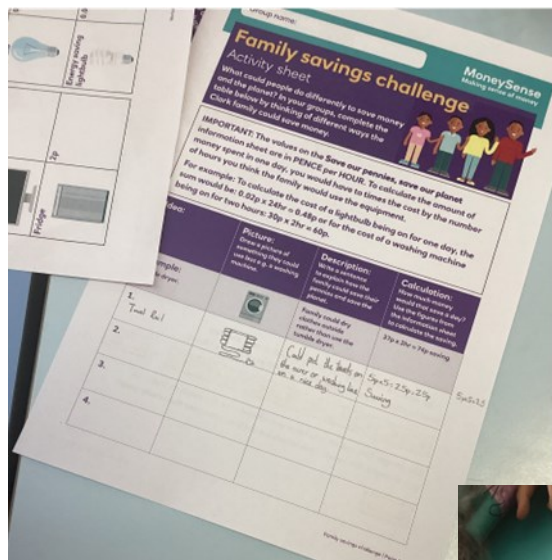 Energy saving
lightbulb
2p
Fridge
Group name:
MoneySense
Making sense of money
Family savings challenge
Activity sheet
What could people do differently to save money
and the planet? In your groups, complete the
table below by thinking of different ways the
Clark family could save money.
IMPORTANT: The values on the Save our pennies, save our planet
information sheet are in PENCE per HOUR. To calculate the amount of
money spent in one day, you would have to times the cost by the number
of hours you think the family would use the equipment.
For example: To calculate the cost of a lightbulb being on for one day, the
sum would be: 0.02p x 24hr = 0.48p or for the cost of a washing machine
being on for two hours: 30p x 2hr = 60p.
Picture:
Draw a picture of
something they could
use less e.g. a washing
machine.
Description:
Write a sentence
to explain how the
family could save their
pennies and save the
planet.
Calculation:
How much money
would that save a day?
Use the figures from
the information sheet
to calculate the saving.
Family could dry
clothes outside
rather than use the
tumble dryer.
37p x 2hr = 74p saving
1.
Towel Rail
Could put the towels on
the river or washing line
on a nice day.
5p x 5 = 25p = 25p
Saving
2.
3.
4.
Family savings challenge